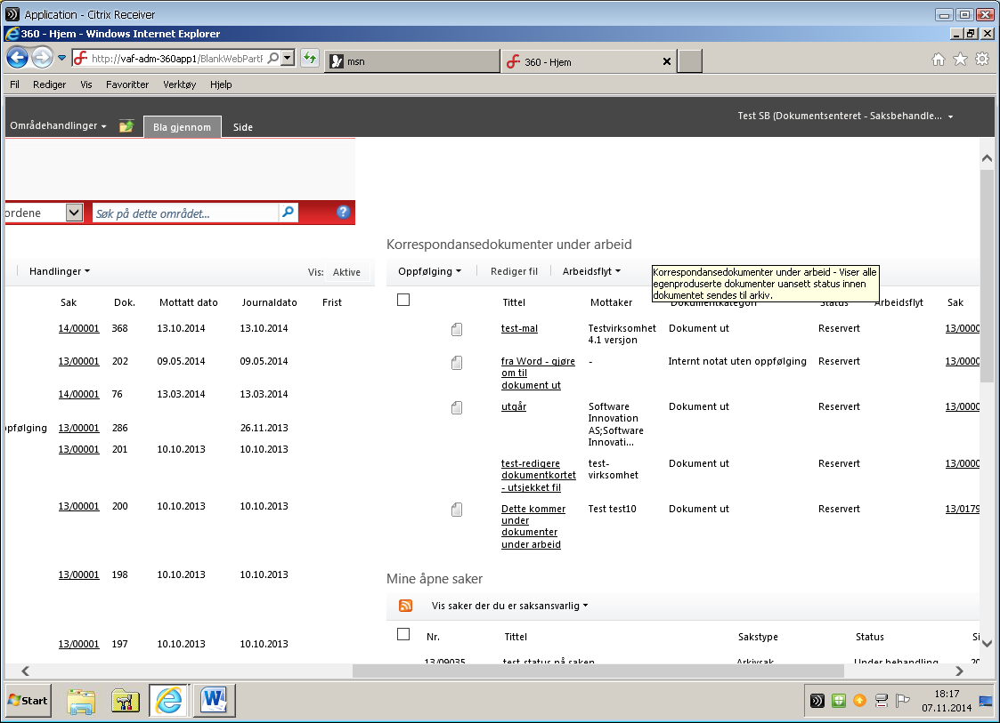 Application - Citrix Receiver
360 - Hjem - Windows Internet Explorer
http://vaf-adm-360app1/BlankWebPartF
msn
360 - Hjem
Fil Rediger Vis Favoritter Verktøy Hjelp
Områdehandlinger
Bla gjennom
Side
Test SB (Dokumentsenteret - Saksbehandle...
ordene
Søk på dette området...
Handlinger
Vis: Aktive
Sak Dok. Mottatt dato Journaldato Frist
14/00001 368 13.10.2014 13.10.2014
13/00001 202 09.05.2014 09.05.2014
14/00001 76 13.03.2014 13.03.2014
ppfølging 13/00001 286 26.11.2013
13/00001 201 10.10.2013 10.10.2013
13/00001 200 10.10.2013 10.10.2013
13/00001 198 10.10.2013 10.10.2013
13/00001 197 10.10.2013 10.10.2013
Korrespondansedokumenter under arbeid
Oppfølging Rediger fil Arbeidsflyt
Korrespondansedokumenter under arbeid - Viser alle
egenproduserte dokumenter uansett status innen
dokumentet sendes til arkiv.
Tittel Mottaker Dokumentkategori Status Arbeidsflyt Sak
test-mal Testvirksomhet Dokument ut Reservert 13/0000
4.1 versjon
fra Word - gjøre - Internt notat uten oppfølging Reservert 13/0000
om til
dokument ut
utgår Software Dokument ut Reservert 13/0000
Innovation
AS;Software
Innovati...
test-redigere test- Dokument ut Reservert 13/0000
dokumentkortet virksomhet
- utsjekket fil
Dette kommer Test test10 Dokument ut Reservert 13/0179
under
dokumenter
under arbeid
Mine åpne saker
Vis saker der du er saksansvarlig
Nr. Tittel Sakstype Status Si
13/09035 test-status på saken Arkivsak Under behandling 20
Start
18:17
07.11.2014